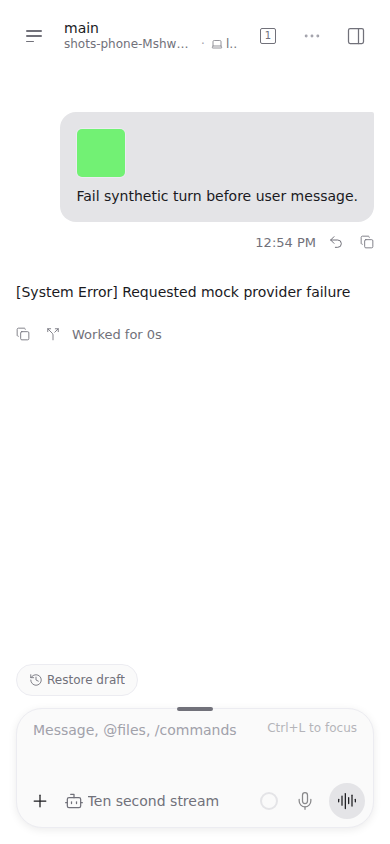 main
shots-phone-Mshw… · l..
1
Fail synthetic turn before user message.
12:54 PM
[System Error] Requested mock provider failure
Worked for 0s
Restore draft
Message, @files, /commands
Ctrl+L to focus
Ten second stream